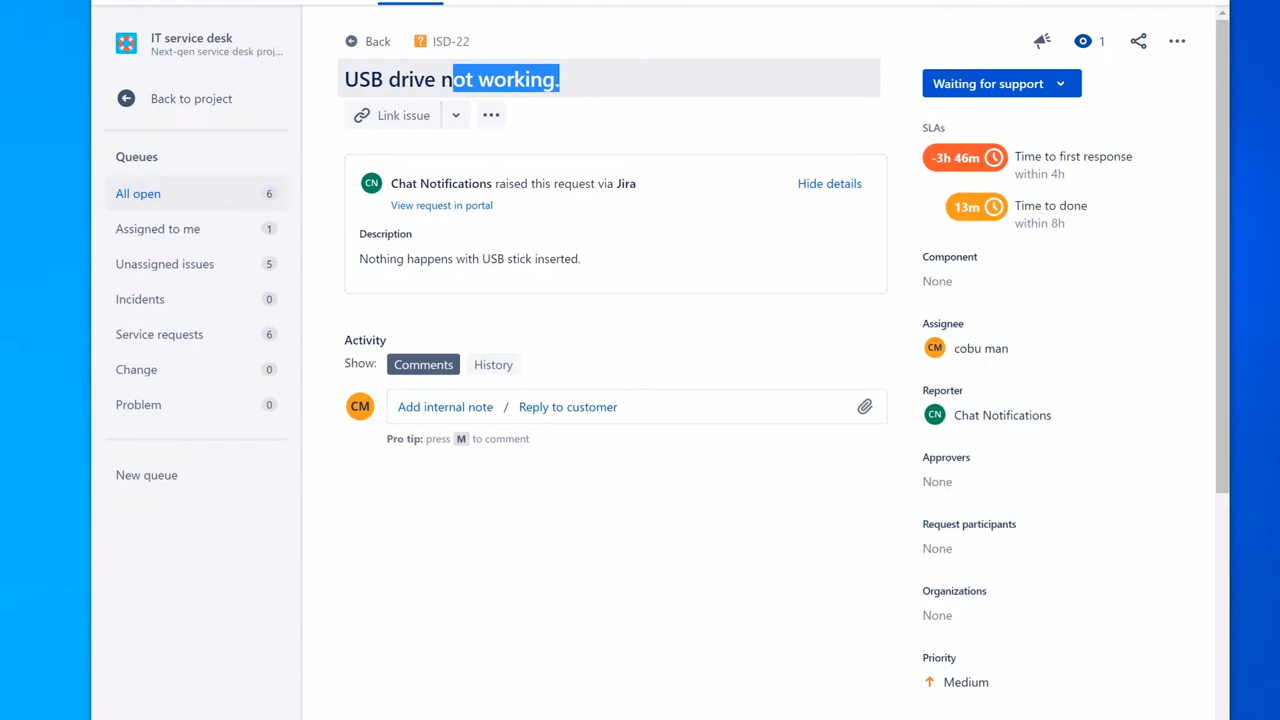 IT service desk
Next-gen service desk proj...
Back to project
Queues
All open 6
Assigned to me 1
Unassigned issues 5
Incidents 0
Service requests 6
Change 0
Problem 0
New queue
Back ISD-22
1
USB drive not working.
Link issue
CN Chat Notifications raised this request via Jira
Hide details
View request in portal
Description
Nothing happens with USB stick inserted.
Activity
Show: Comments History
CM Add internal note / Reply to customer
Pro tip: press M to comment
Waiting for support
SLAs
-3h 46m Time to first response
within 4h
13m Time to done
within 8h
Component
None
Assignee
CM cobu man
Reporter
CN Chat Notifications
Approvers
None
Request participants
None
Organizations
None
Priority
Medium